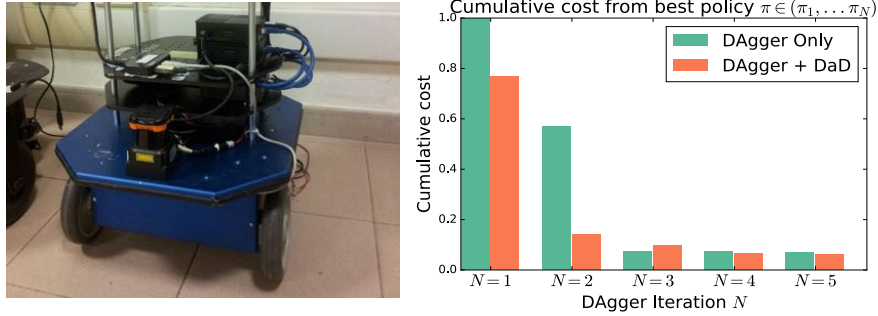 Cumulative cost from best policy π ∈ (π₁, … π_N)
DAgger Only
DAgger + DaD
Cumulative cost
1.0
0.8
0.6
0.4
0.2
0.0
N = 1
N = 2
N = 3
N = 4
N = 5
DAgger Iteration N